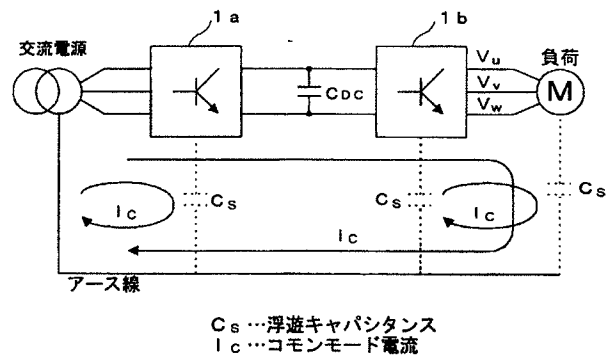 1a
1b
交流電源
CDC
Vu
Vv
Vw
負荷
M
Cs
Cs
Cs
Ic
Ic
Ic
アース線
Cs…浮遊キャパシタンス
Ic…コモンモード電流